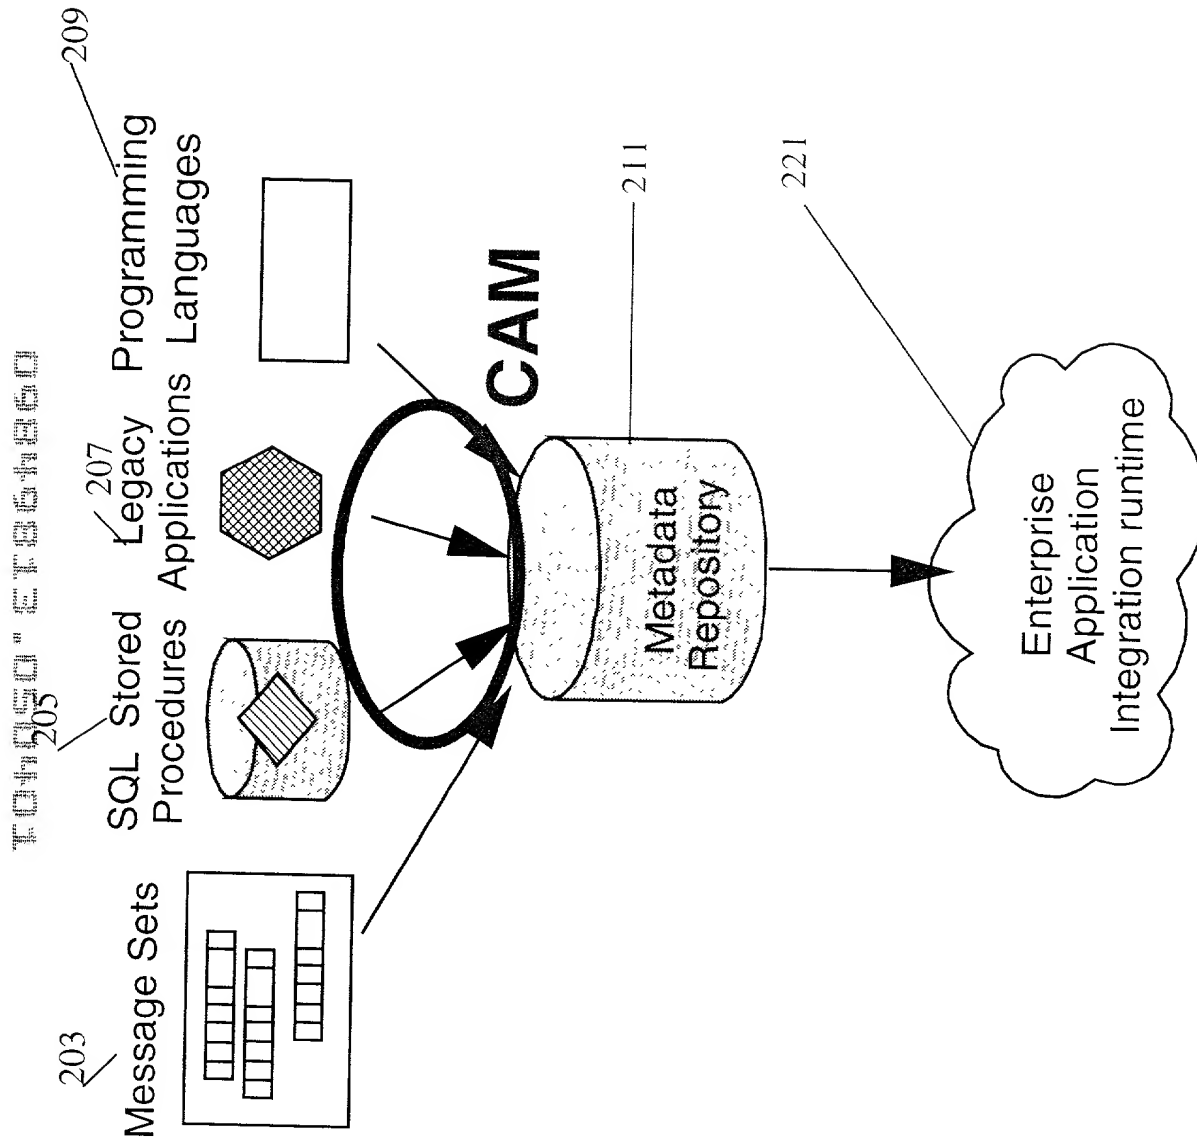 203
Message Sets
205
SQL Stored
Procedures
207
Legacy
Applications
209
Programming
Languages
CAM
211
Metadata
Repository
221
Enterprise
Application
Integration runtime